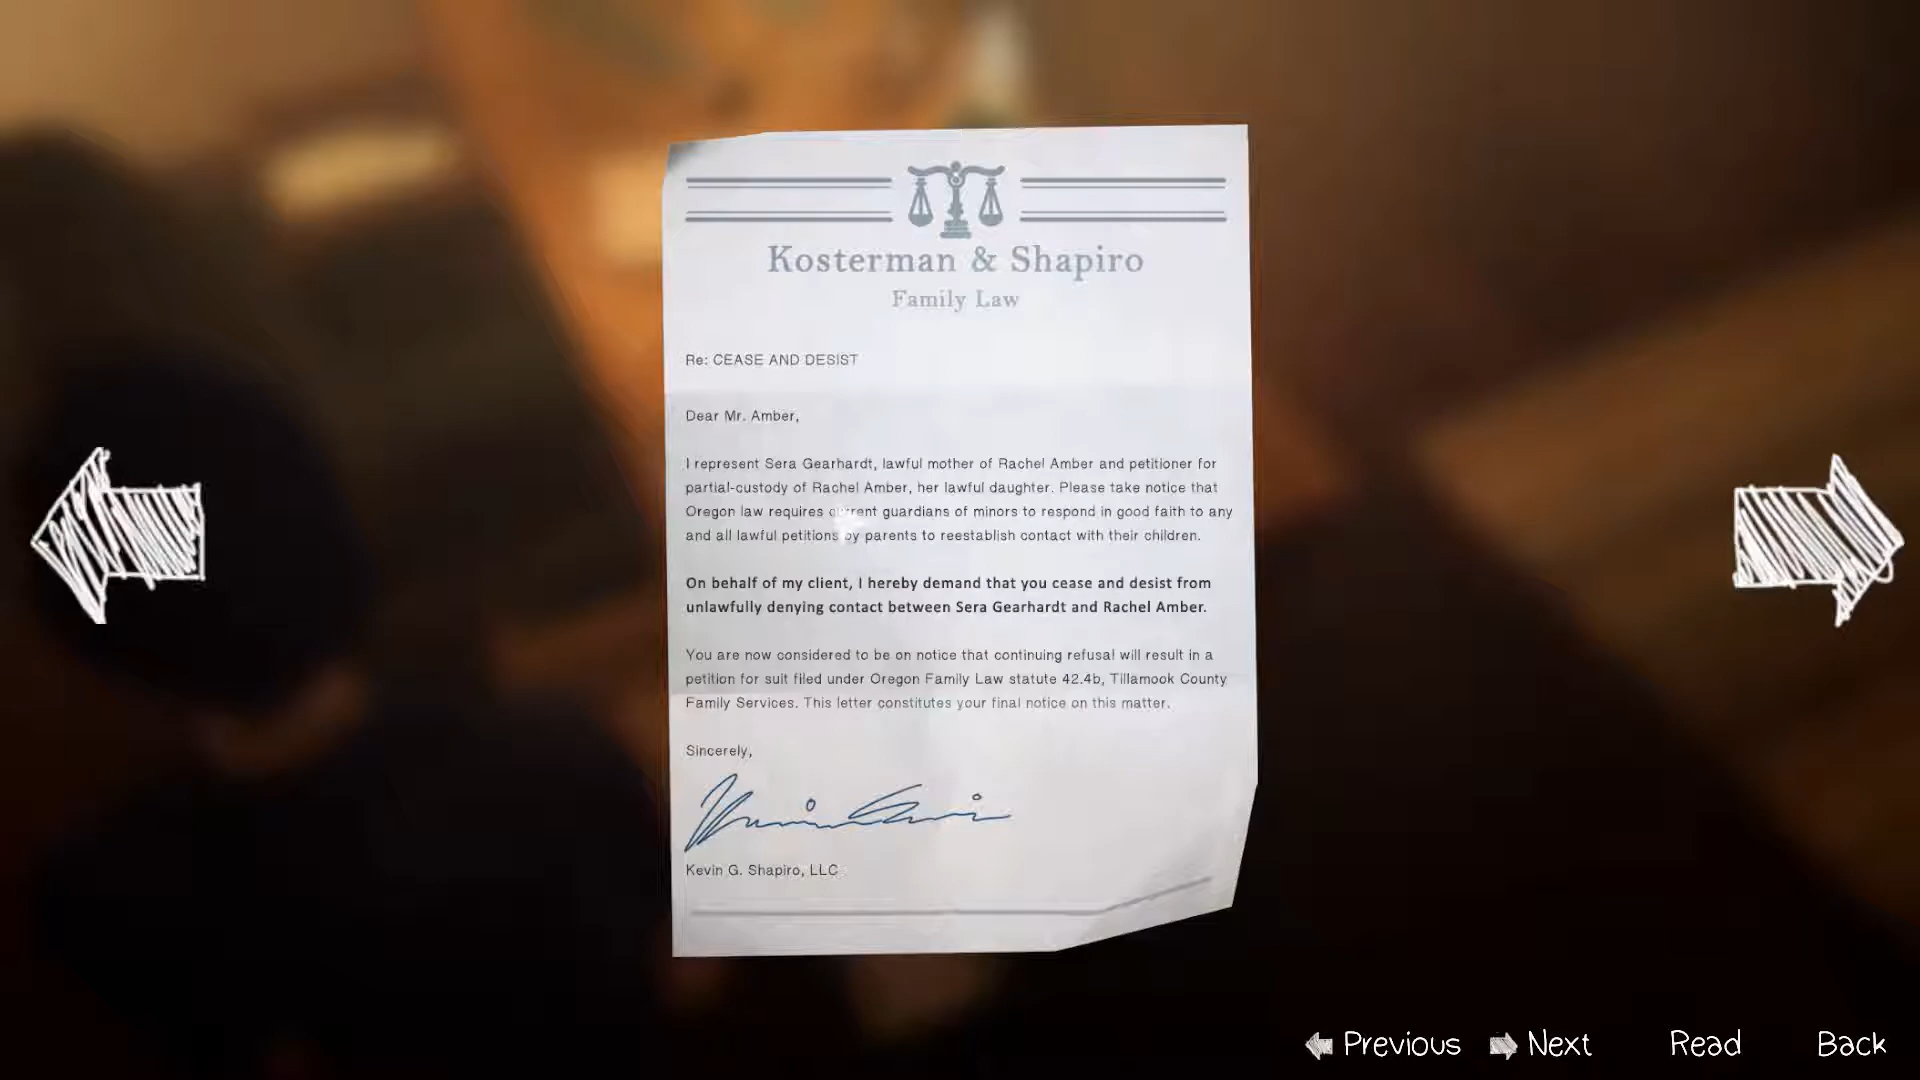 Kosterman & Shapiro
Family Law
Re: CEASE AND DESIST
Dear Mr. Amber,
I represent Sera Gearhardt, lawful mother of Rachel Amber and petitioner for
partial-custody of Rachel Amber, her lawful daughter. Please take notice that
Oregon law requires current guardians of minors to respond in good faith to any
and all lawful petitions by parents to reestablish contact with their children.
On behalf of my client, I hereby demand that you cease and desist from
unlawfully denying contact between Sera Gearhardt and Rachel Amber.
You are now considered to be on notice that continuing refusal will result in a
petition for suit filed under Oregon Family Law statute 42.4b, Tillamook County
Family Services. This letter constitutes your final notice on this matter.
Sincerely,
Kevin G. Shapiro, LLC
Previous Next Read Back